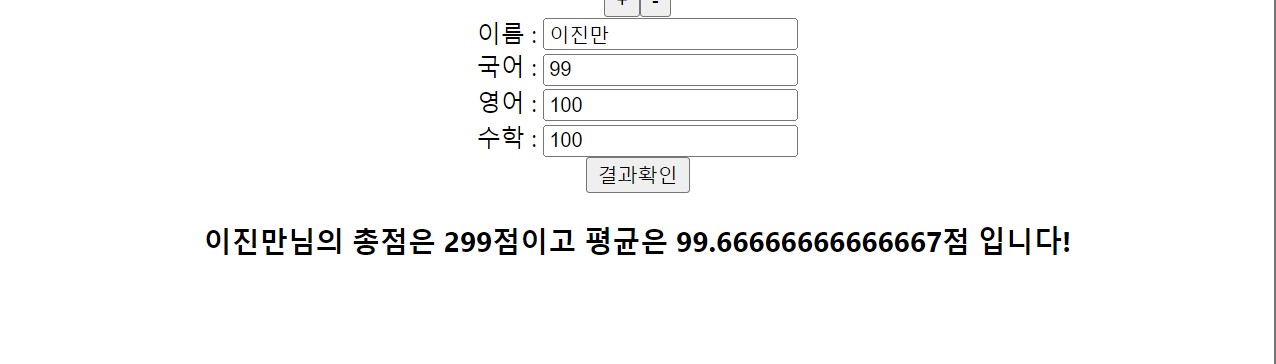 + -
이름 : 이진만
국어 : 99
영어 : 100
수학 : 100
결과확인
이진만님의 총점은 299점이고 평균은 99.66666666666667점 입니다!